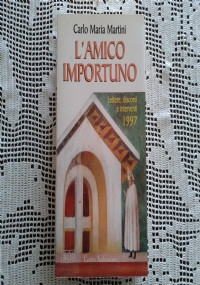 Carlo Maria Martini
L'AMICO
IMPORTUNO
Lettere, discorsi
e interventi
1997